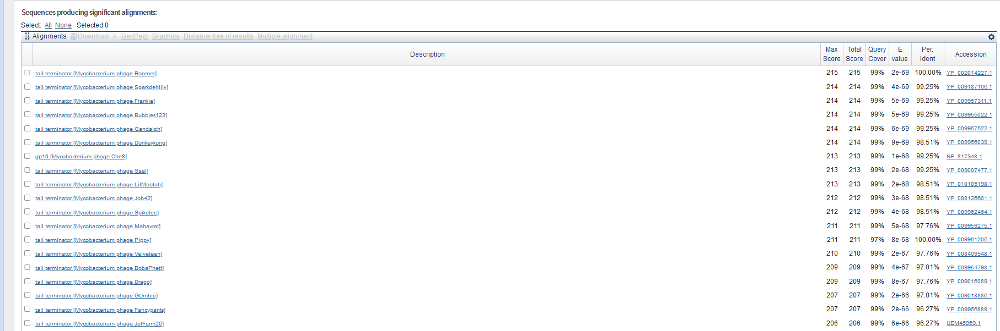 Sequences producing significant alignments:
Select: All None Selected:0
Alignments Download GenPept Graphics Distance tree of results Multiple alignment
Description Max Score Total Score Query Cover E value Per. Ident Accession
tail terminator [Mycobacterium phage Boomer] 215 215 99% 2e-69 100.00% YP_002014227.1
tail terminator [Mycobacterium phage Sparkdehlily] 214 214 99% 4e-69 99.25% YP_009187166.1
tail terminator [Mycobacterium phage Frankie] 214 214 99% 5e-69 99.25% YP_009957311.1
tail terminator [Mycobacterium phage Bubbles123] 214 214 99% 5e-69 99.25% YP_009955022.1
tail terminator [Mycobacterium phage Gandalph] 214 214 99% 6e-69 99.25% YP_009957522.1
tail terminator [Mycobacterium phage Donkeykong] 214 214 99% 9e-69 98.51% YP_009956039.1
gp10 [Mycobacterium phage Che8] 213 213 99% 1e-68 99.25% NP_817348.1
tail terminator [Mycobacterium phage Saal] 213 213 99% 2e-68 99.25% YP_009007477.1
tail terminator [Mycobacterium phage LilMoolah] 213 213 99% 2e-68 98.51% YP_010105198.1
tail terminator [Mycobacterium phage Job42] 212 212 99% 3e-68 98.51% YP_008126601.1
tail terminator [Mycobacterium phage Spikelee] 212 212 99% 4e-68 98.51% YP_009962464.1
tail terminator [Mycobacterium phage Mahavrat] 211 211 99% 5e-68 97.76% YP_009959275.1
tail terminator [Mycobacterium phage Pippy] 211 211 97% 8e-68 100.00% YP_009961205.1
tail terminator [Mycobacterium phage Velveteen] 210 210 99% 2e-67 97.76% YP_008409548.1
tail terminator [Mycobacterium phage BobaPhett] 209 209 99% 4e-67 97.01% YP_009954798.1
tail terminator [Mycobacterium phage Drago] 209 209 99% 8e-67 97.76% YP_009016089.1
tail terminator [Mycobacterium phage GUmbie] 207 207 99% 2e-66 97.01% YP_009018886.1
tail terminator [Mycobacterium phage Fancypants] 207 207 99% 2e-66 96.27% YP_009956889.1
tail terminator [Mycobacterium phage JalFarm20] 206 206 99% 6e-66 96.27% UEM45969.1